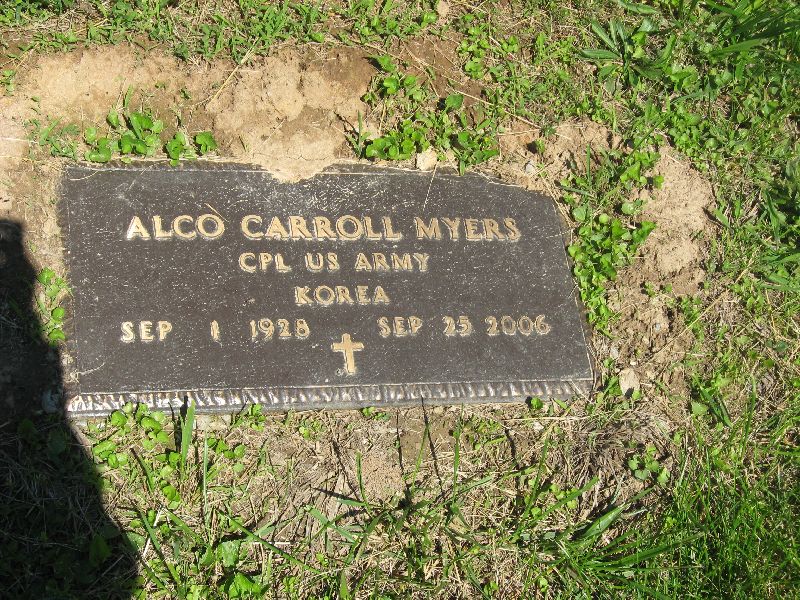 ALCO CARROLL MYERS
CPL US ARMY
KOREA
SEP 1 1928 SEP 25 2006